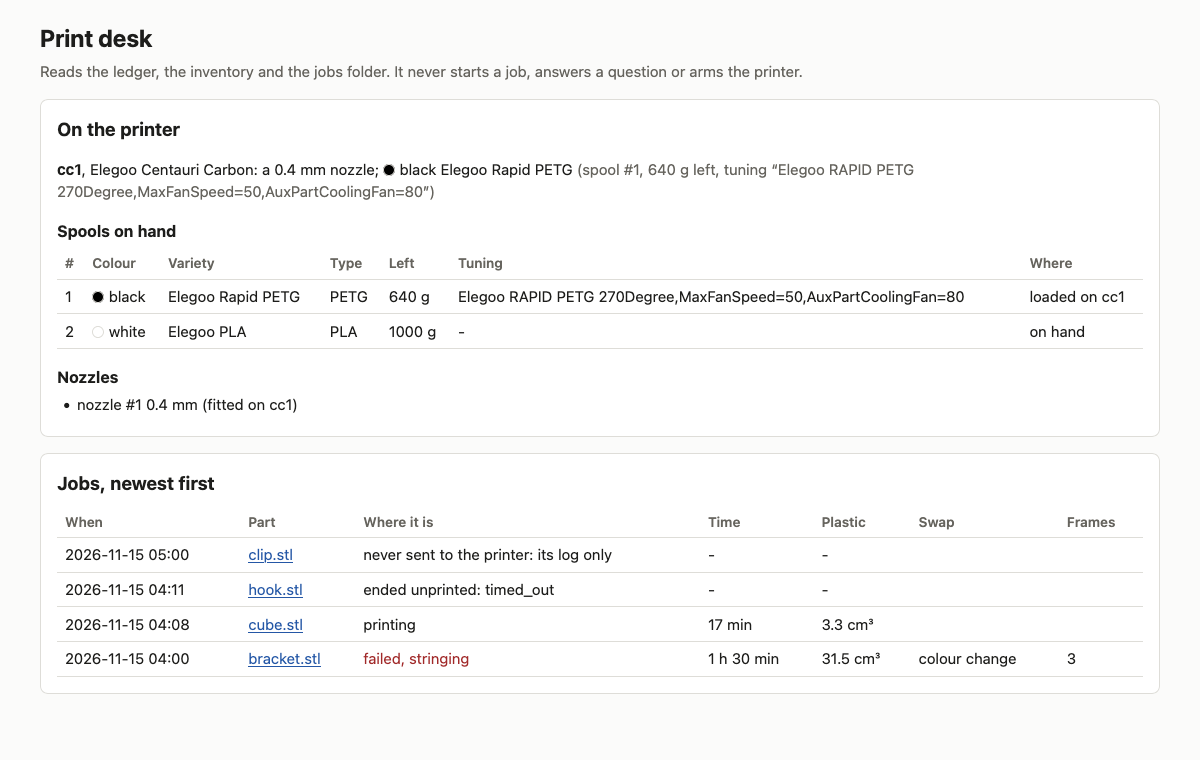 Print desk
Reads the ledger, the inventory and the jobs folder. It never starts a job, answers a question or arms the printer.
On the printer
cc1, Elegoo Centauri Carbon: a 0.4 mm nozzle; black Elegoo Rapid PETG (spool #1, 640 g left, tuning “Elegoo RAPID PETG
270Degree,MaxFanSpeed=50,AuxPartCoolingFan=80”)
Spools on hand
# Colour Variety Type Left Tuning Where
1 black Elegoo Rapid PETG PETG 640 g Elegoo RAPID PETG 270Degree,MaxFanSpeed=50,AuxPartCoolingFan=80 loaded on cc1
2 white Elegoo PLA PLA 1000 g - on hand
Nozzles
• nozzle #1 0.4 mm (fitted on cc1)
Jobs, newest first
When Part Where it is Time Plastic Swap Frames
2026-11-15 05:00 clip.stl never sent to the printer: its log only - -
2026-11-15 04:11 hook.stl ended unprinted: timed_out - -
2026-11-15 04:08 cube.stl printing 17 min 3.3 cm³
2026-11-15 04:00 bracket.stl failed, stringing 1 h 30 min 31.5 cm³ colour change 3